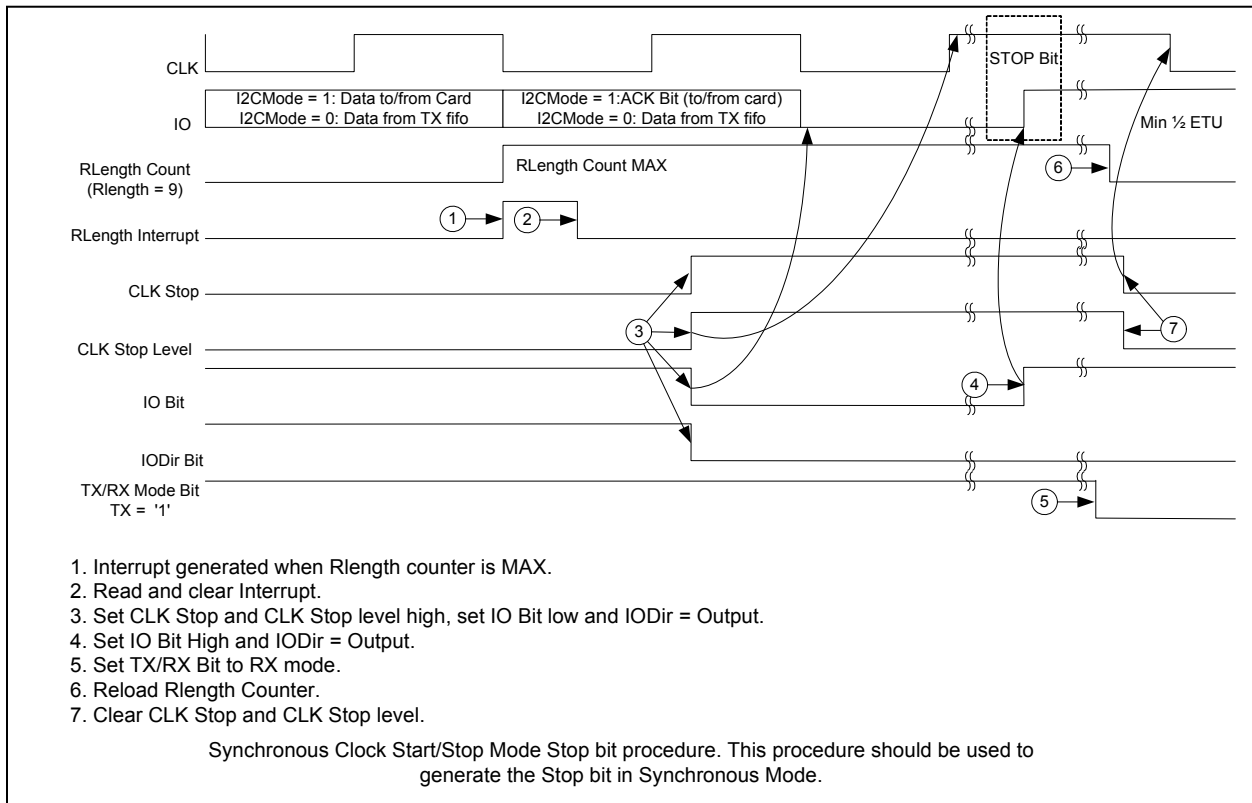 CLK
STOP Bit
I2CMode = 1: Data to/from Card
I2CMode = 0: Data from TX fifo
I2CMode = 1:ACK Bit (to/from card)
I2CMode = 0: Data from TX fifo
IO
Min ½ ETU
RLength Count
(Rlength = 9)
RLength Count MAX
6
1
2
RLength Interrupt
CLK Stop
3
7
CLK Stop Level
4
IO Bit
IODir Bit
TX/RX Mode Bit
TX = '1'
5
1. Interrupt generated when Rlength counter is MAX.
2. Read and clear Interrupt.
3. Set CLK Stop and CLK Stop level high, set IO Bit low and IODir = Output.
4. Set IO Bit High and IODir = Output.
5. Set TX/RX Bit to RX mode.
6. Reload Rlength Counter.
7. Clear CLK Stop and CLK Stop level.
Synchronous Clock Start/Stop Mode Stop bit procedure. This procedure should be used to
generate the Stop bit in Synchronous Mode.